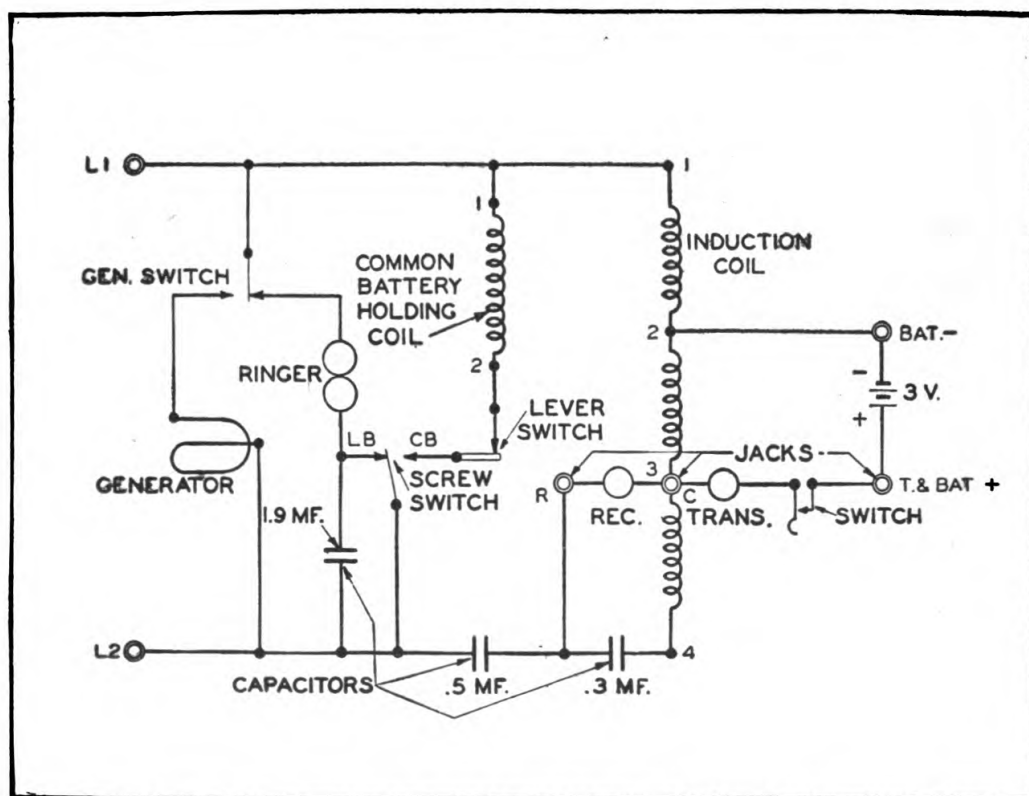 L1
1
1
INDUCTION
COIL
GEN. SWITCH
COMMON
BATTERY
HOLDING
COIL
2
BAT.-
RINGER
2
-
3 V.
+
LEVER
SWITCH
LB
CB
JACKS
SCREW
SWITCH
3
R
REC.
C
TRANS.
SWITCH
T.& BAT +
GENERATOR
1.9 MF.
L2
4
CAPACITORS
.5 MF.
.3 MF.